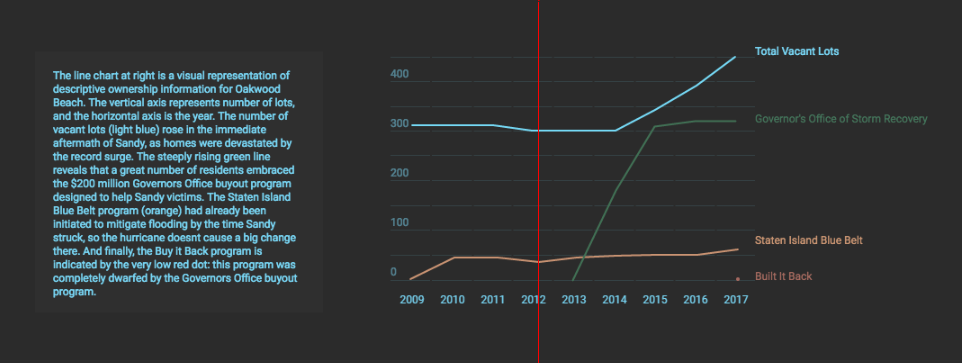 The line chart at right is a visual representation of
descriptive ownership information for Oakwood
Beach. The vertical axis represents number of lots,
and the horizontal axis is the year. The number of
vacant lots (light blue) rose in the immediate
aftermath of Sandy, as homes were devastated by
the record surge. The steeply rising green line
reveals that a great number of residents embraced
the $200 million Governors Office buyout program
designed to help Sandy victims. The Staten Island
Blue Belt program (orange) had already been
initiated to mitigate flooding by the time Sandy
struck, so the hurricane doesnt cause a big change
there. And finally, the Buy it Back program is
indicated by the very low red dot: this program was
completely dwarfed by the Governors Office buyout
program.
Total Vacant Lots
400
Governor's Office of Storm Recovery
300
200
100
Staten Island Blue Belt
0
Built It Back
2009 2010 2011 2012 2013 2014 2015 2016 2017